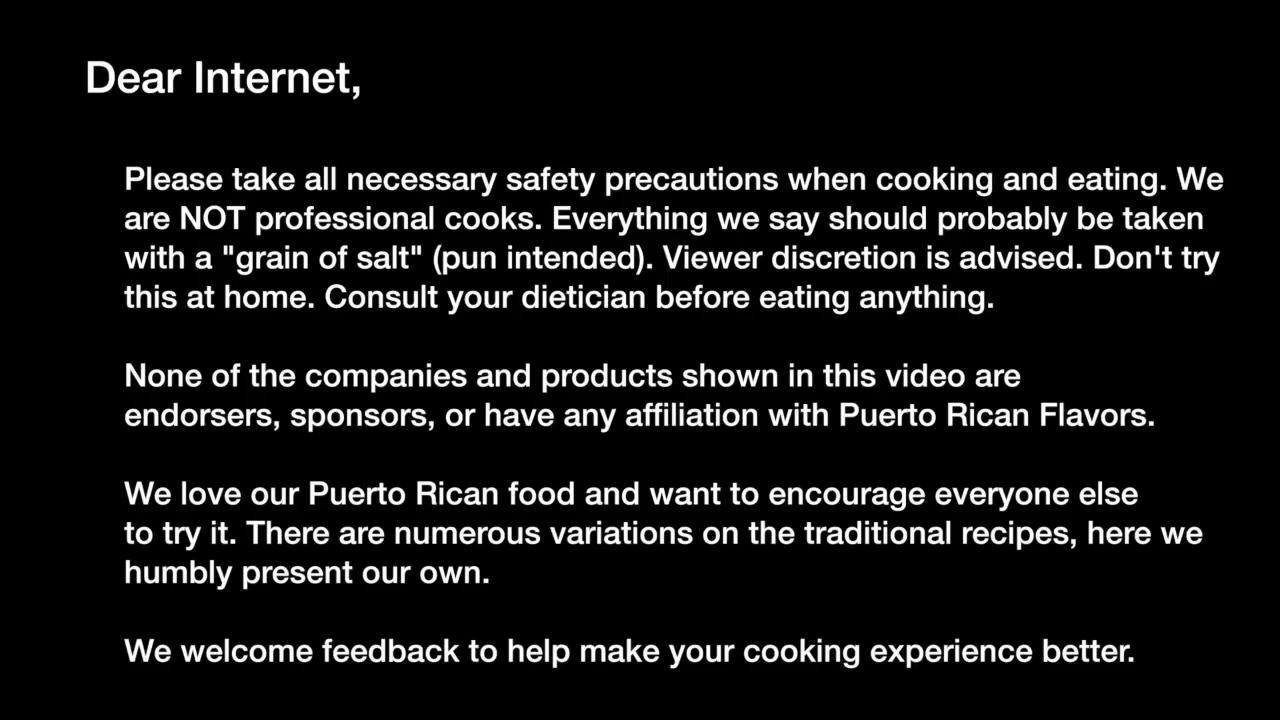 Dear Internet,
Please take all necessary safety precautions when cooking and eating. We
are NOT professional cooks. Everything we say should probably be taken
with a "grain of salt" (pun intended). Viewer discretion is advised. Don't try
this at home. Consult your dietician before eating anything.
None of the companies and products shown in this video are
endorsers, sponsors, or have any affiliation with Puerto Rican Flavors.
We love our Puerto Rican food and want to encourage everyone else
to try it. There are numerous variations on the traditional recipes, here we
humbly present our own.
We welcome feedback to help make your cooking experience better.